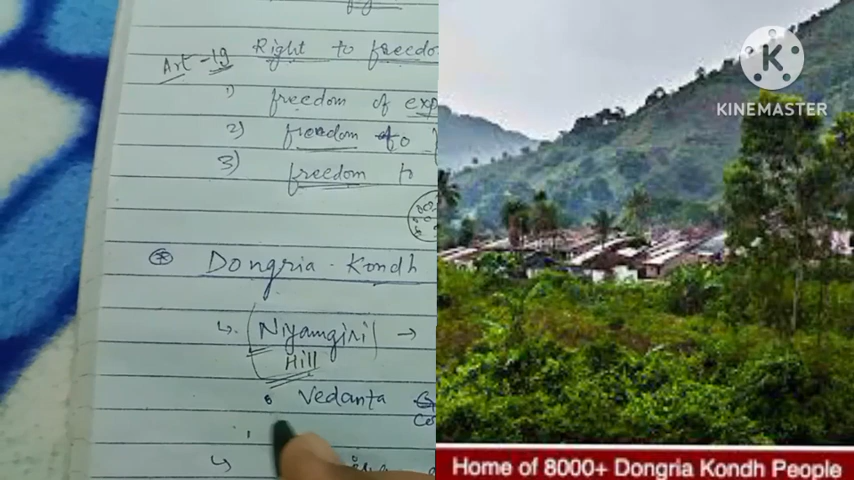 Art - 19 Right to freedo
1) freedom of exp
2) freedom to
3) freedom to
Dongria - Kondh
Niyamgiri →
Hill
Vedanta
K
KINEMASTER
Home of 8000+ Dongria Kondh People